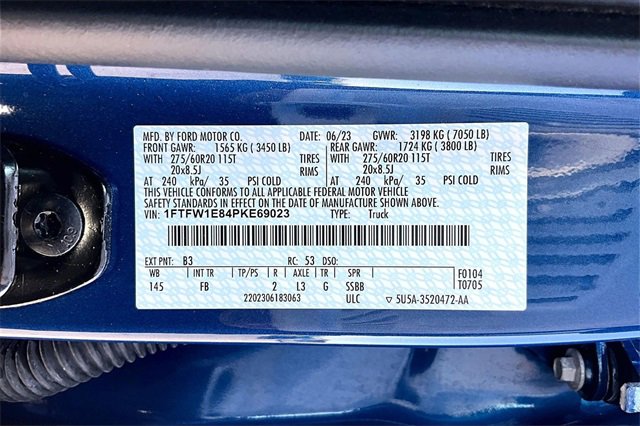 MFD. BY FORD MOTOR CO. DATE: 06/23 GVWR: 3198 KG ( 7050 LB)
FRONT GAWR: 1565 KG ( 3450 LB) REAR GAWR: 1724 KG ( 3800 LB)
WITH 275/60R20 115T TIRES WITH 275/60R20 115T TIRES
20x8.5J RIMS 20x8.5J RIMS
AT 240 kPa/ 35 PSI COLD AT 240 kPa/ 35 PSI COLD
THIS VEHICLE CONFORMS TO ALL APPLICABLE FEDERAL MOTOR VEHICLE
SAFETY STANDARDS IN EFFECT ON THE DATE OF MANUFACTURE SHOWN ABOVE.
VIN: 1FTFW1E84PKE69023 TYPE: Truck
EXT PNT: B3 RC: 53 DSO: F0104
WB INT TR TP/PS R AXLE TR SPR T0705
145 FB 2 L3 G SSBB
2202306183063 ULC 5U5A-3520472-AA